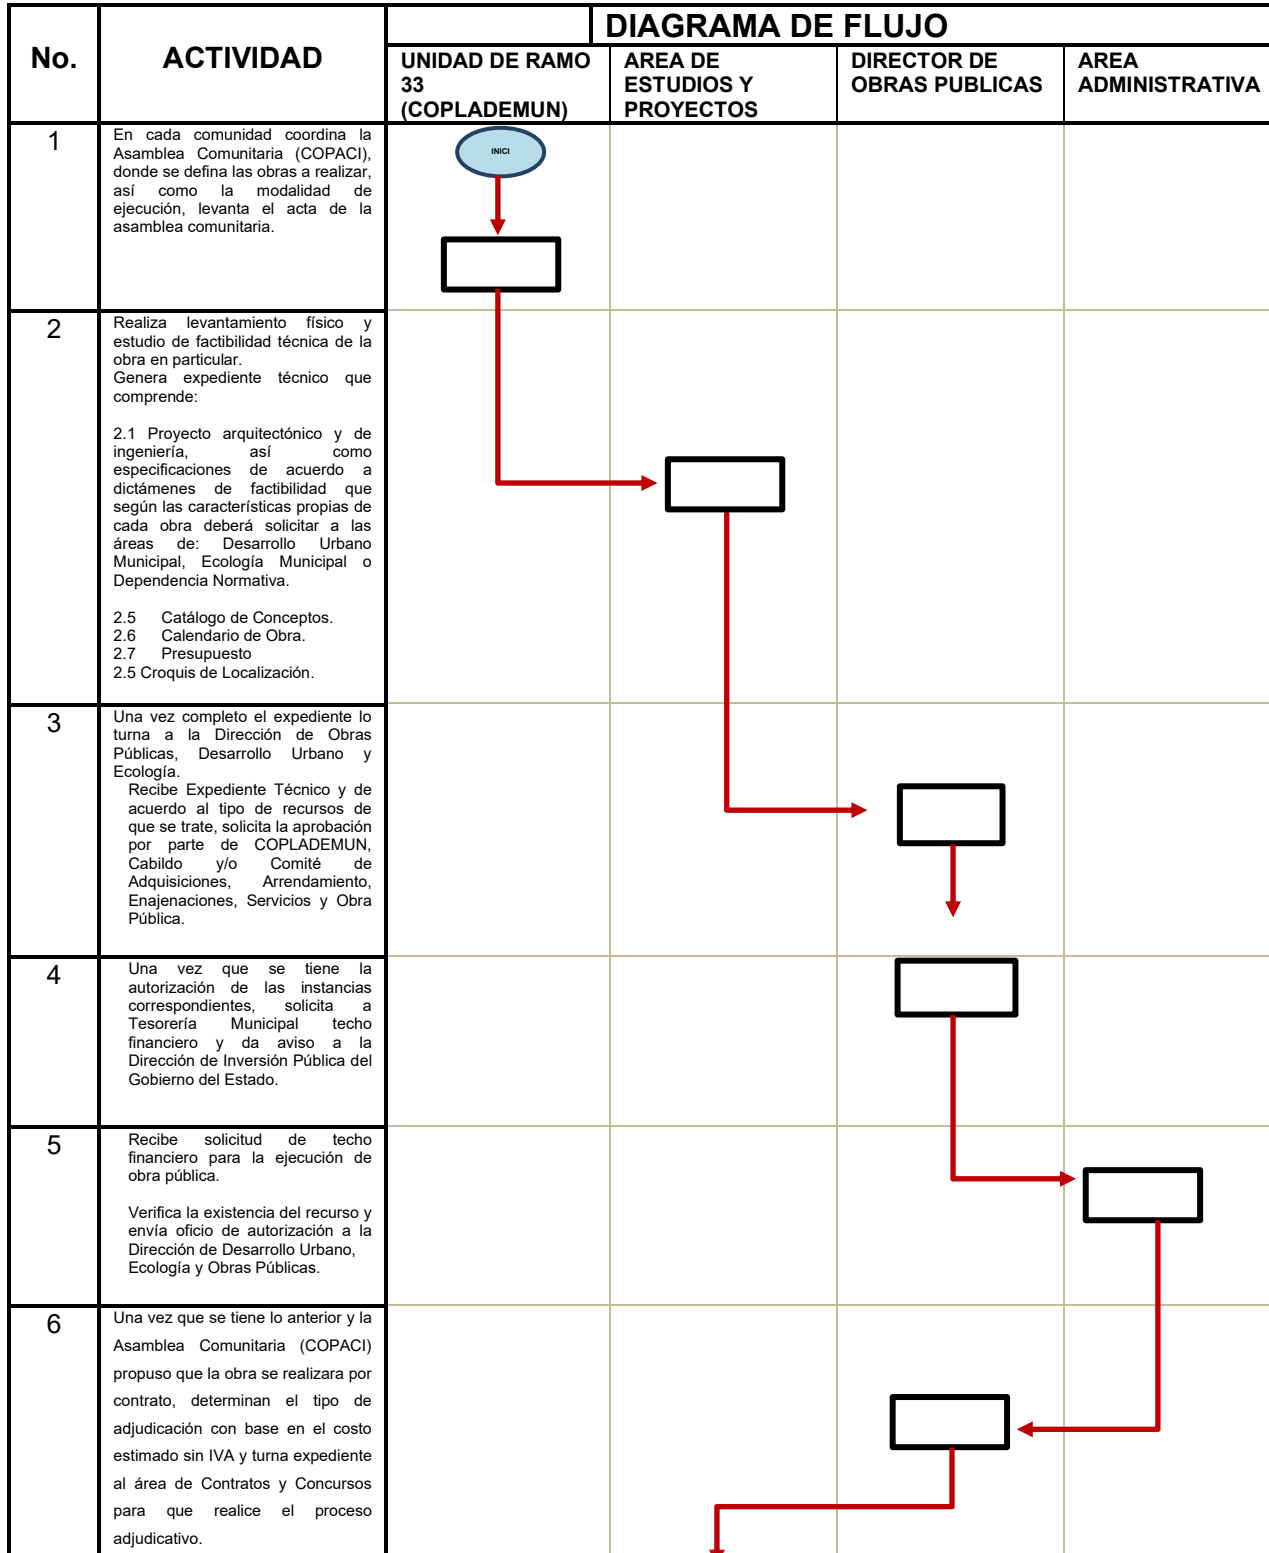 DIAGRAMA DE FLUJO
No.
ACTIVIDAD
UNIDAD DE RAMO
33
(COPLADEMUN)
AREA DE
ESTUDIOS Y
PROYECTOS
DIRECTOR DE
OBRAS PUBLICAS
AREA
ADMINISTRATIVA
1
En cada comunidad coordina la
Asamblea Comunitaria (COPACI),
donde se defina las obras a realizar,
así como la modalidad de
ejecución, levanta el acta de la
asamblea comunitaria.
INICI
2
Realiza levantamiento físico y
estudio de factibilidad técnica de la
obra en particular.
Genera expediente técnico que
comprende:
2.1 Proyecto arquitectónico y de
ingeniería, así como
especificaciones de acuerdo a
dictámenes de factibilidad que
según las características propias de
cada obra deberá solicitar a las
áreas de: Desarrollo Urbano
Municipal, Ecología Municipal o
Dependencia Normativa.
2.5 Catálogo de Conceptos.
2.6 Calendario de Obra.
2.7 Presupuesto
2.5 Croquis de Localización.
3
Una vez completo el expediente lo
turna a la Dirección de Obras
Públicas, Desarrollo Urbano y
Ecología.
Recibe Expediente Técnico y de
acuerdo al tipo de recursos de
que se trate, solicita la aprobación
por parte de COPLADEMUN,
Cabildo y/o Comité de
Adquisiciones, Arrendamiento,
Enajenaciones, Servicios y Obra
Pública.
4
Una vez que se tiene la
autorización de las instancias
correspondientes, solicita a
Tesorería Municipal techo
financiero y da aviso a la
Dirección de Inversión Pública del
Gobierno del Estado.
5
Recibe solicitud de techo
financiero para la ejecución de
obra pública.
Verifica la existencia del recurso y
envía oficio de autorización a la
Dirección de Desarrollo Urbano,
Ecología y Obras Públicas.
6
Una vez que se tiene lo anterior y la
Asamblea Comunitaria (COPACI)
propuso que la obra se realizara por
contrato, determinan el tipo de
adjudicación con base en el costo
estimado sin IVA y turna expediente
al área de Contratos y Concursos
para que realice el proceso
adjudicativo.